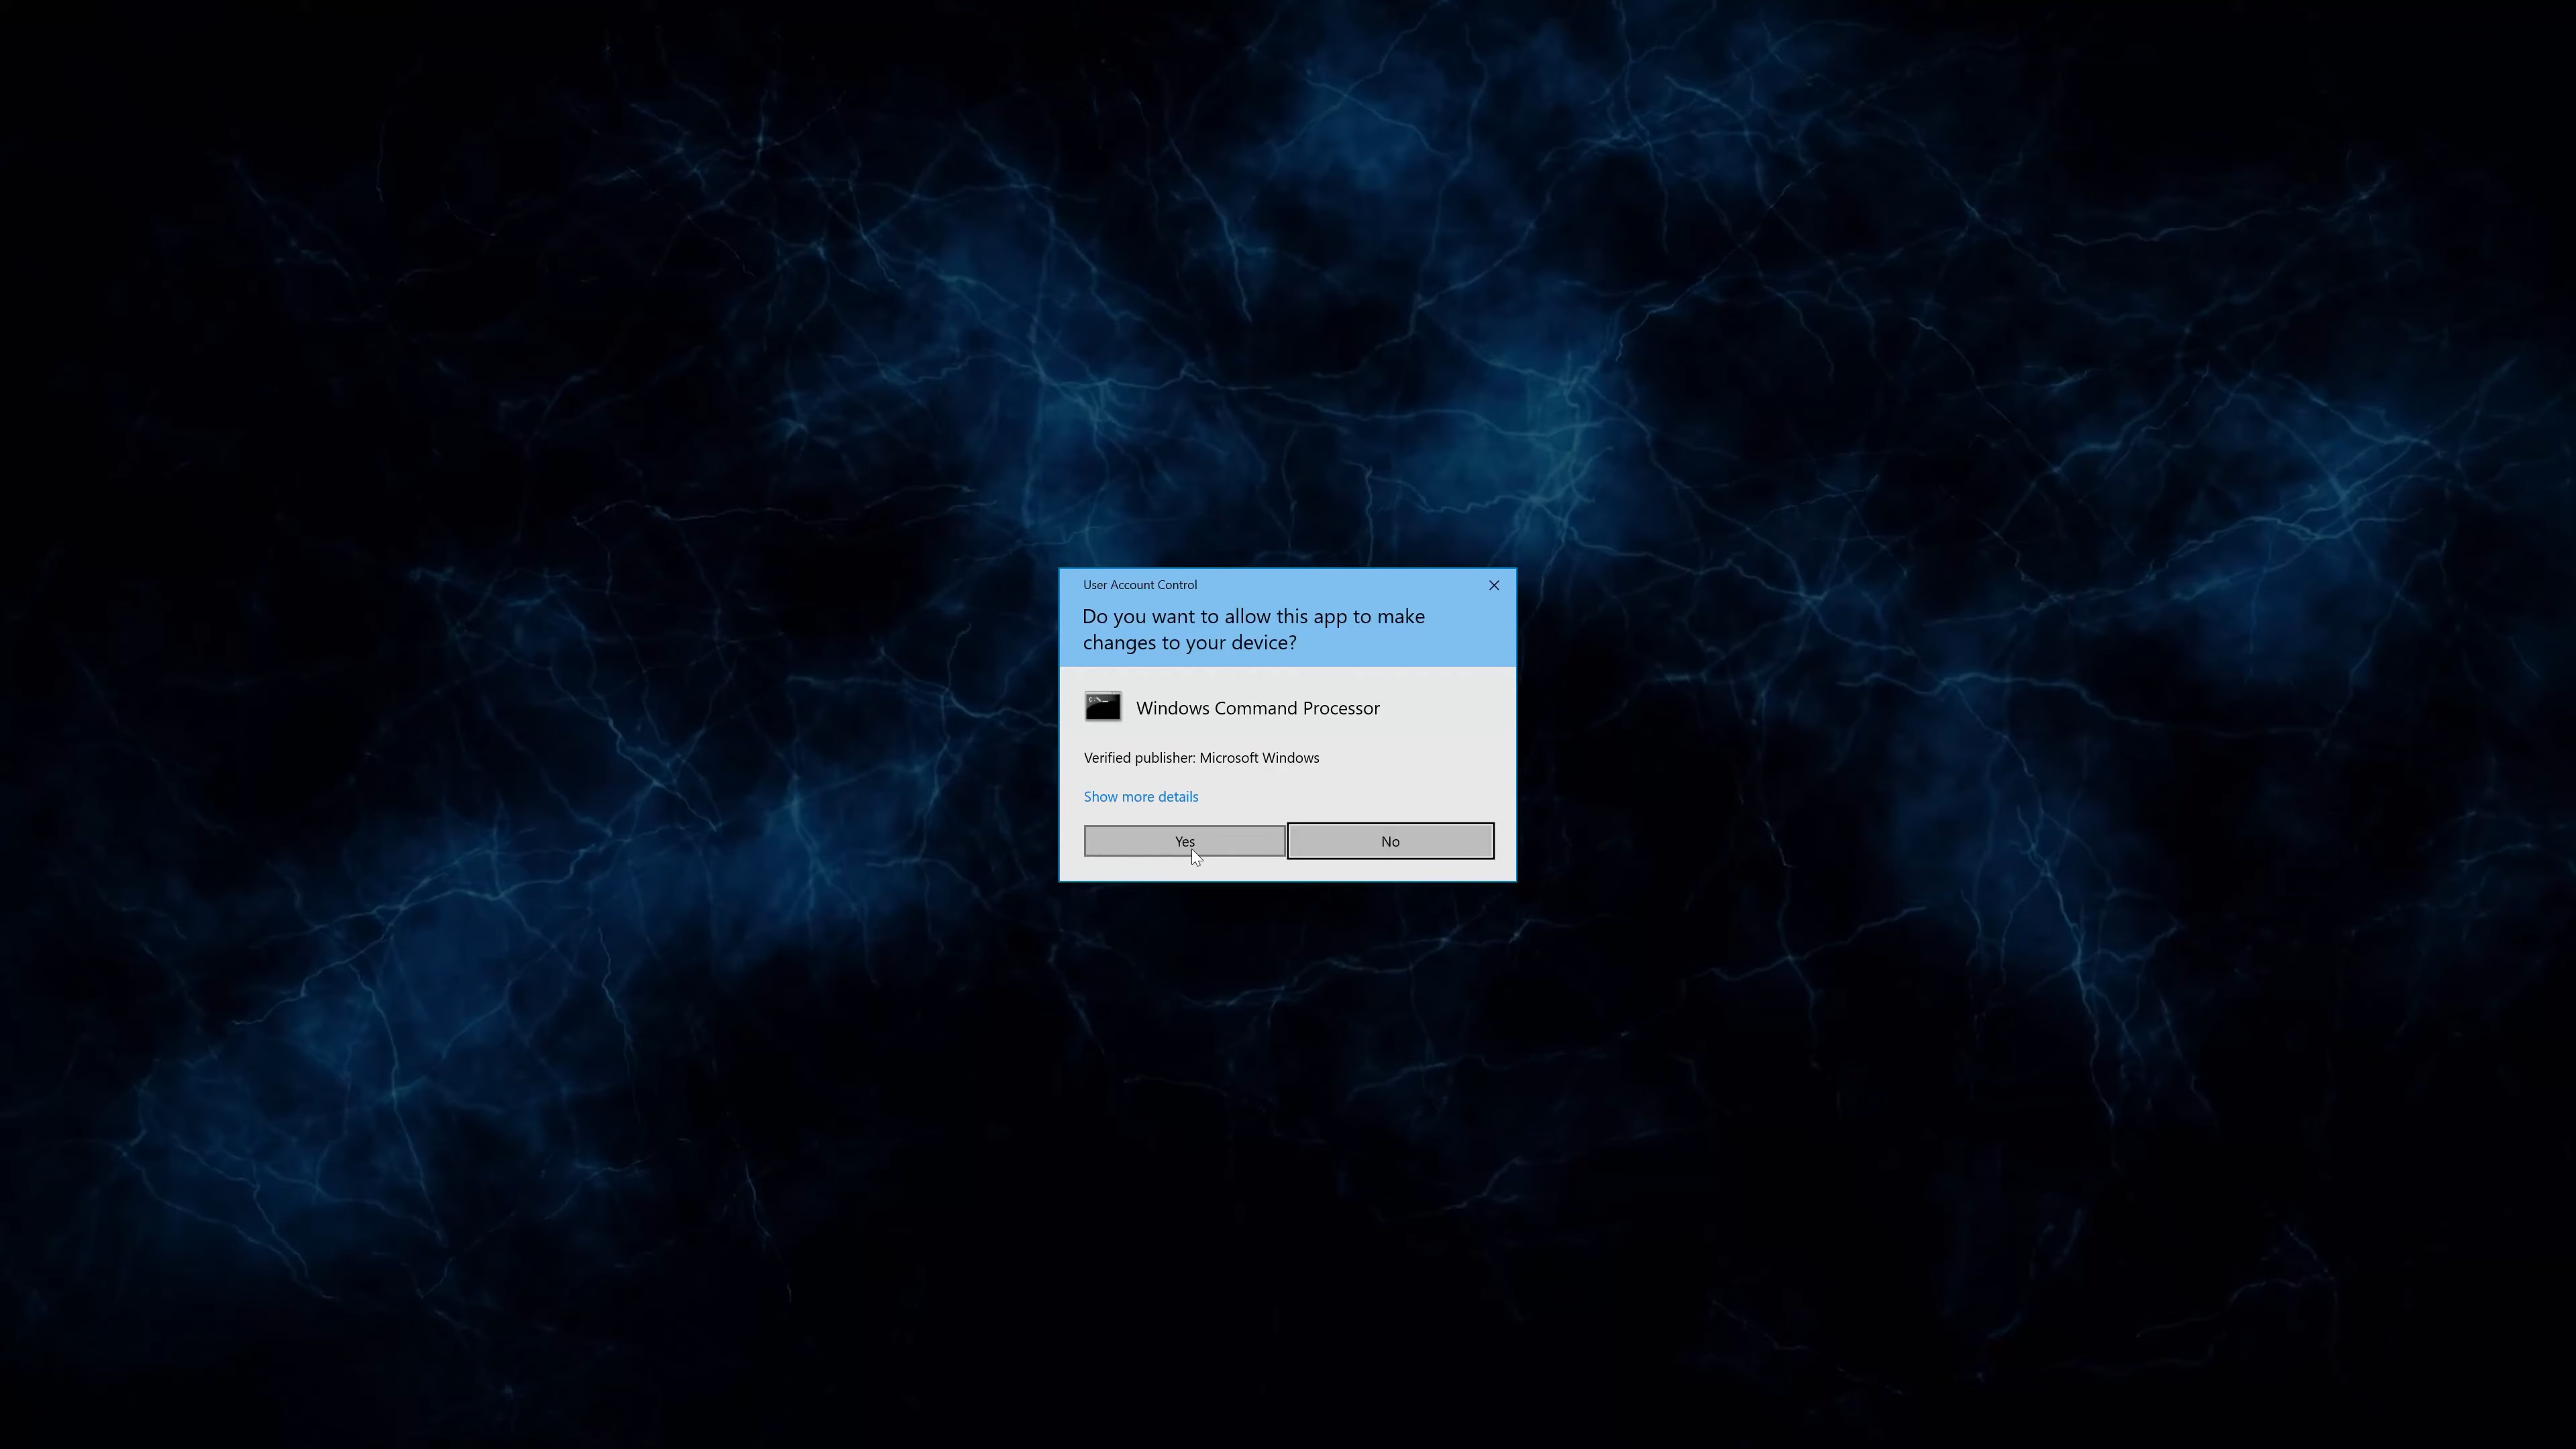 User Account Control
Do you want to allow this app to make
changes to your device?
Windows Command Processor
Verified publisher: Microsoft Windows
Show more details
Yes
No